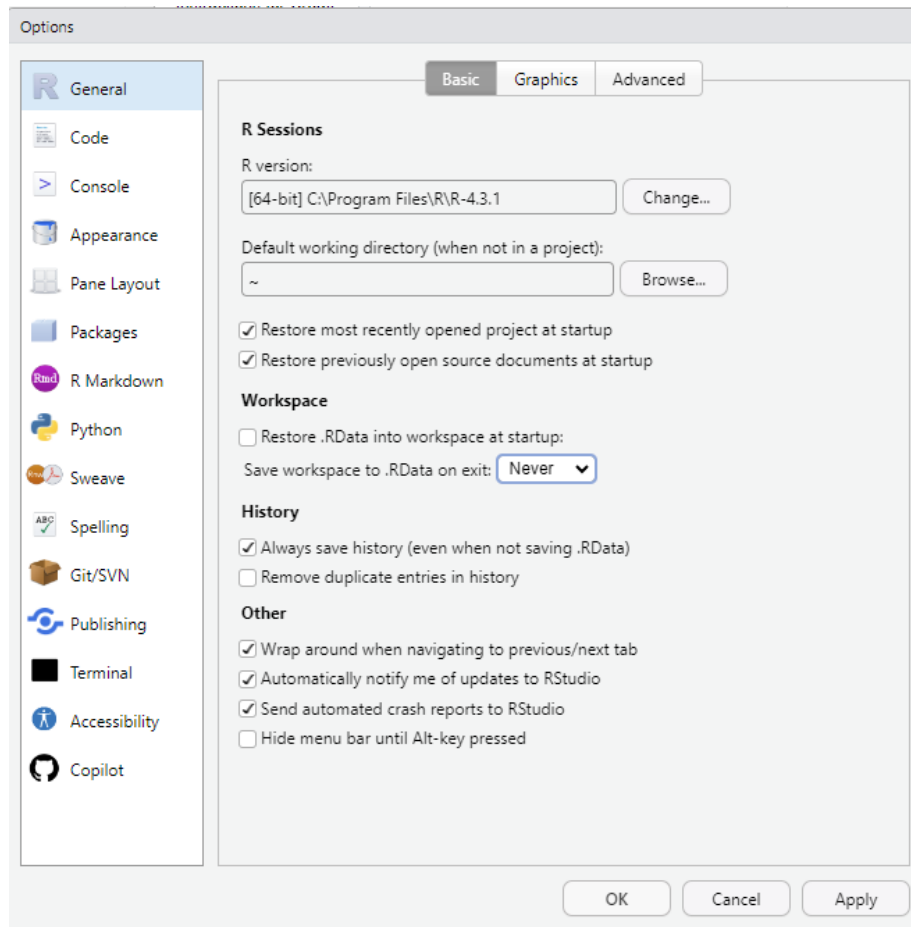 Options
General
Code
Console
Appearance
Pane Layout
Packages
Rmd R Markdown
Python
Sweave
ABC Spelling
Git/SVN
Publishing
Terminal
Accessibility
Copilot
Basic Graphics Advanced
R Sessions
R version:
[64-bit] C:\Program Files\R\R-4.3.1 Change...
Default working directory (when not in a project):
~ Browse...
Restore most recently opened project at startup
Restore previously open source documents at startup
Workspace
Restore .RData into workspace at startup:
Save workspace to .RData on exit: Never
History
Always save history (even when not saving .RData)
Remove duplicate entries in history
Other
Wrap around when navigating to previous/next tab
Automatically notify me of updates to RStudio
Send automated crash reports to RStudio
Hide menu bar until Alt-key pressed
OK Cancel Apply